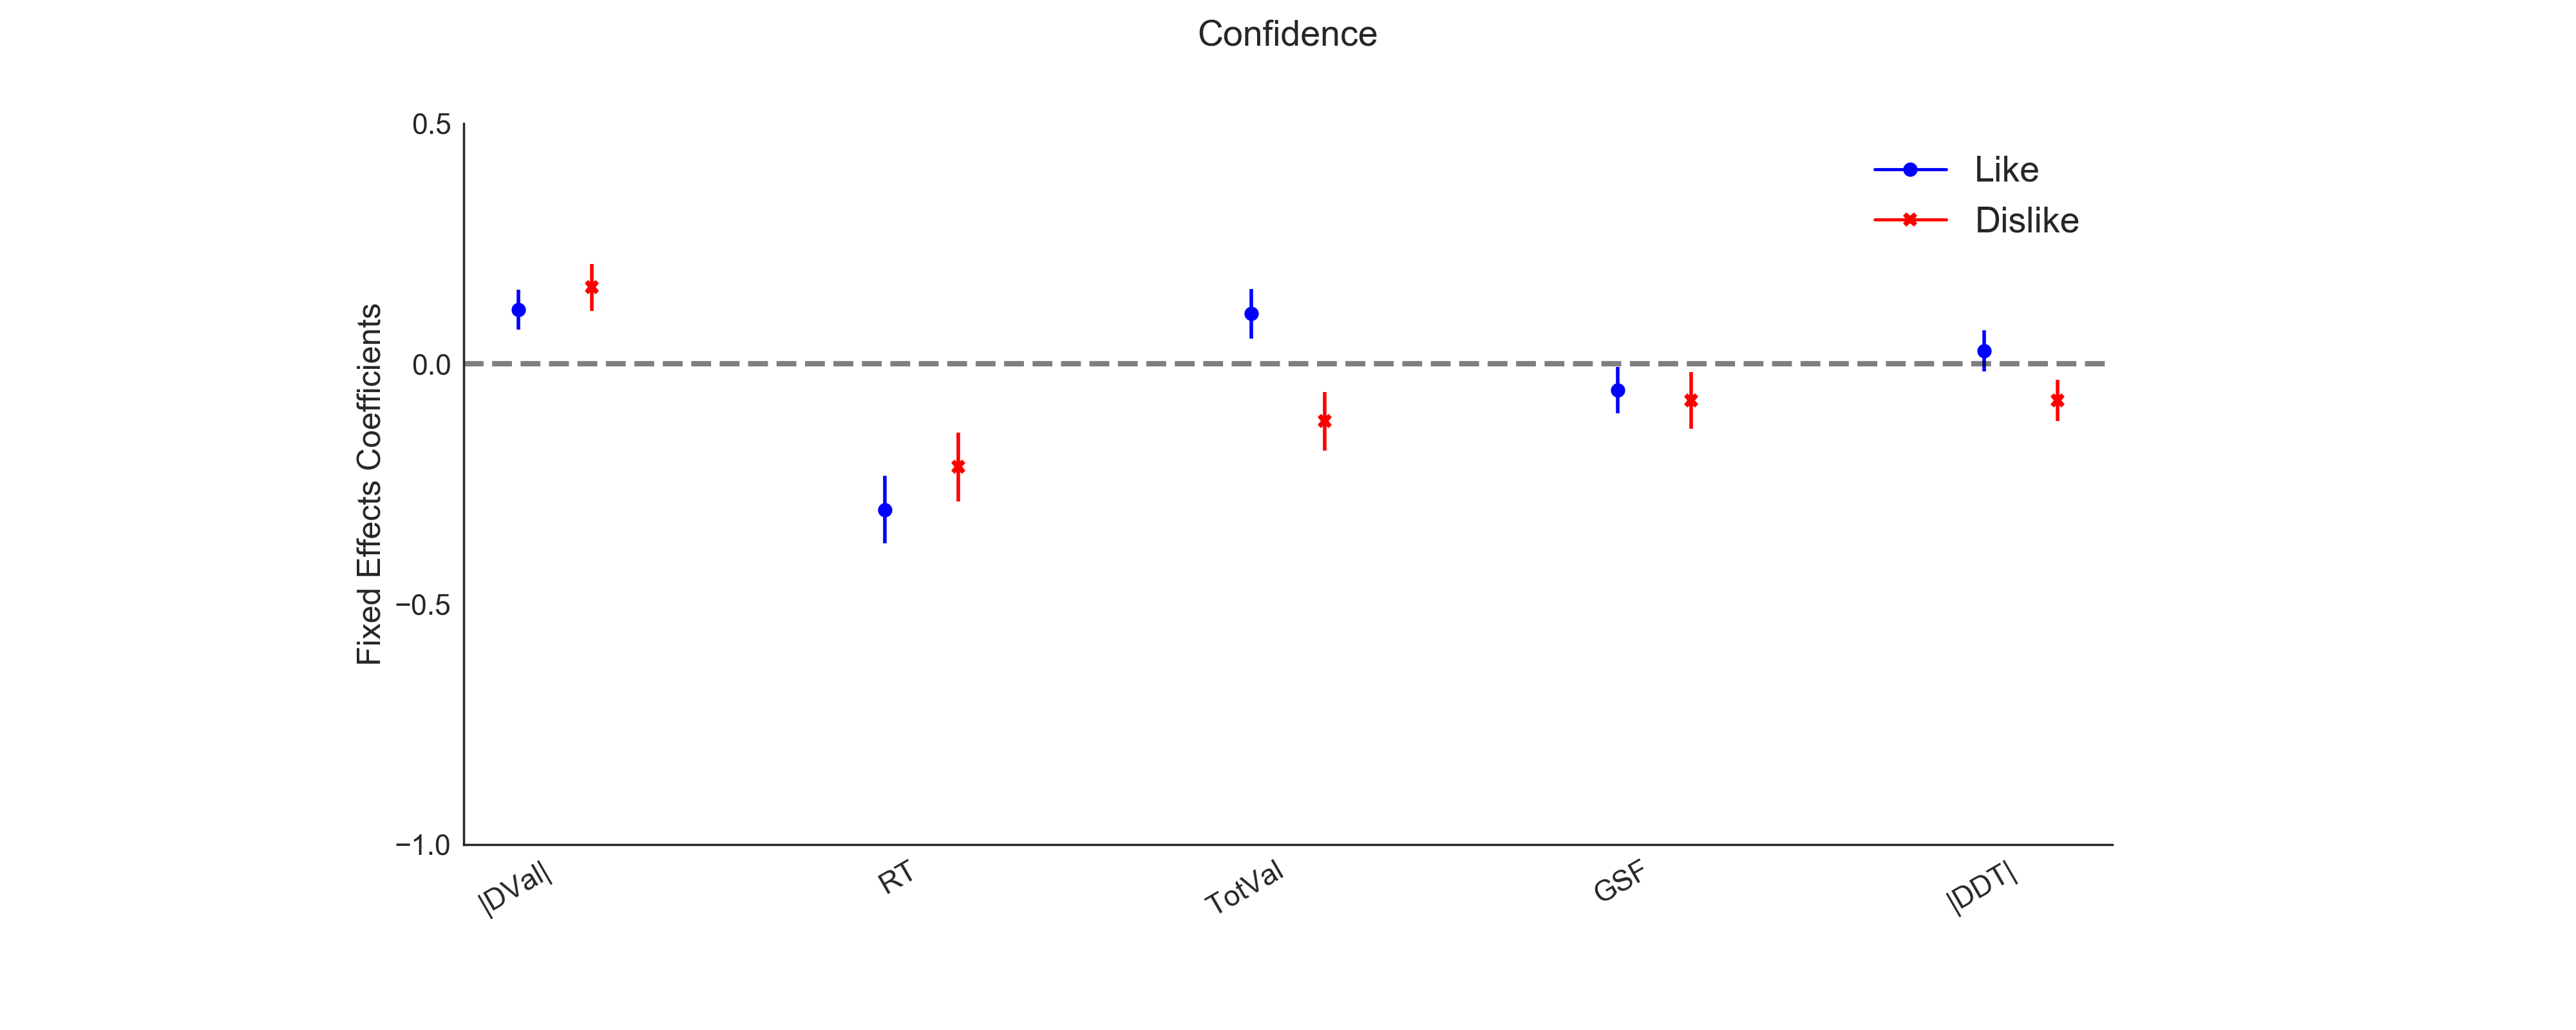 Confidence
Fixed Effects Coefficients
0.5
0.0
−0.5
−1.0
Like
Dislike
|DVal|
RT
TotVal
GSF
|DDT|